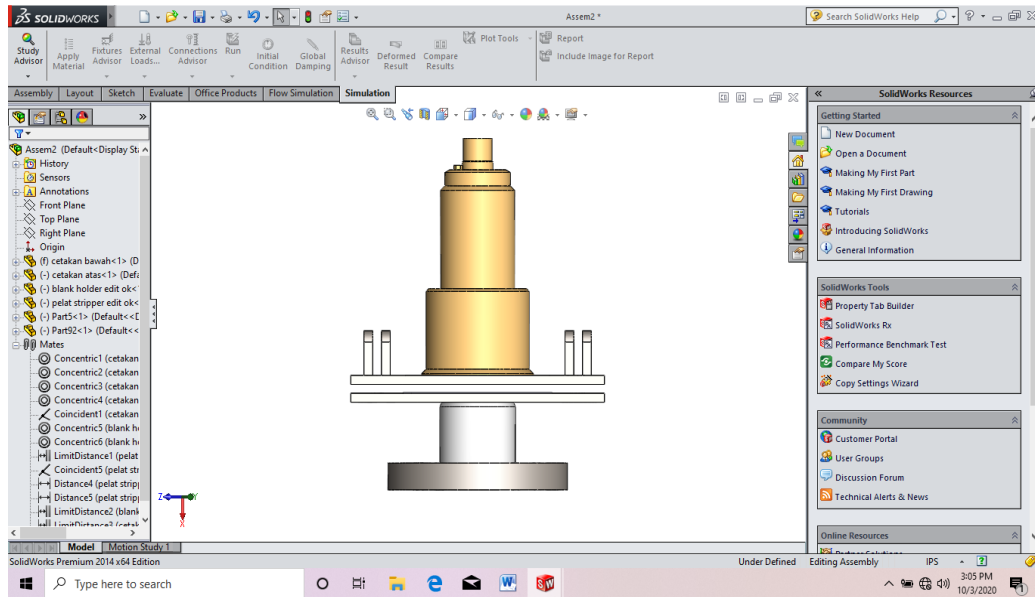 SOLIDWORKS
Assem2 *
Search SolidWorks Help
Study Advisor
Apply Material
Fixtures Advisor
External Loads...
Connections Advisor
Run
Initial Condition
Global Damping
Results Advisor
Deformed Result
Compare Results
Plot Tools
Report
Include Image for Report
Assembly Layout Sketch Evaluate Office Products Flow Simulation Simulation
Assem2 (Default<Display Sta
History
Sensors
A Annotations
Front Plane
Top Plane
Right Plane
Origin
(f) cetakan bawah<1> (D
(-) cetakan atas<1> (Defa
(-) blank holder edit ok<
(-) pelat stripper edit ok<
(-) Part5<1> (Default<<D
(-) Part92<1> (Default<<
Mates
Concentric1 (cetakan
Concentric2 (cetakan
Concentric3 (cetakan
Concentric4 (cetakan
Coincident1 (cetakan
Concentric5 (blank h
Concentric6 (blank h
LimitDistance1 (pelat
Coincident5 (pelat str
Distance4 (pelat strip
Distance5 (pelat strip
LimitDistance2 (blank
LimitDistance3 (cetak
Z Y
X
SolidWorks Resources
Getting Started
New Document
Open a Document
Making My First Part
Making My First Drawing
Tutorials
Introducing SolidWorks
General Information
SolidWorks Tools
Property Tab Builder
SolidWorks Rx
Performance Benchmark Test
Compare My Score
Copy Settings Wizard
Community
Customer Portal
User Groups
Discussion Forum
Technical Alerts & News
Online Resources
Partner Solutions
Model Motion Study 1
SolidWorks Premium 2014 x64 Edition
Under Defined Editing Assembly IPS
Type here to search
3:05 PM
10/3/2020